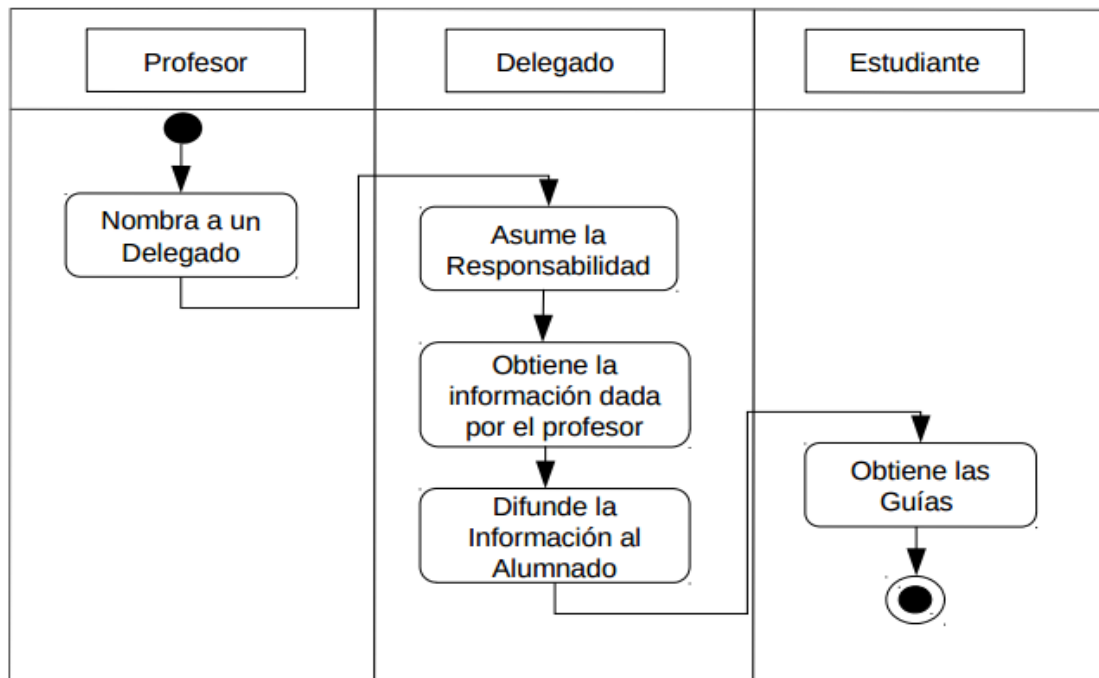 Profesor
Delegado
Estudiante
Nombra a un
Delegado
Asume la
Responsabilidad
Obtiene la
información dada
por el profesor
Difunde la
Información al
Alumnado
Obtiene las
Guías